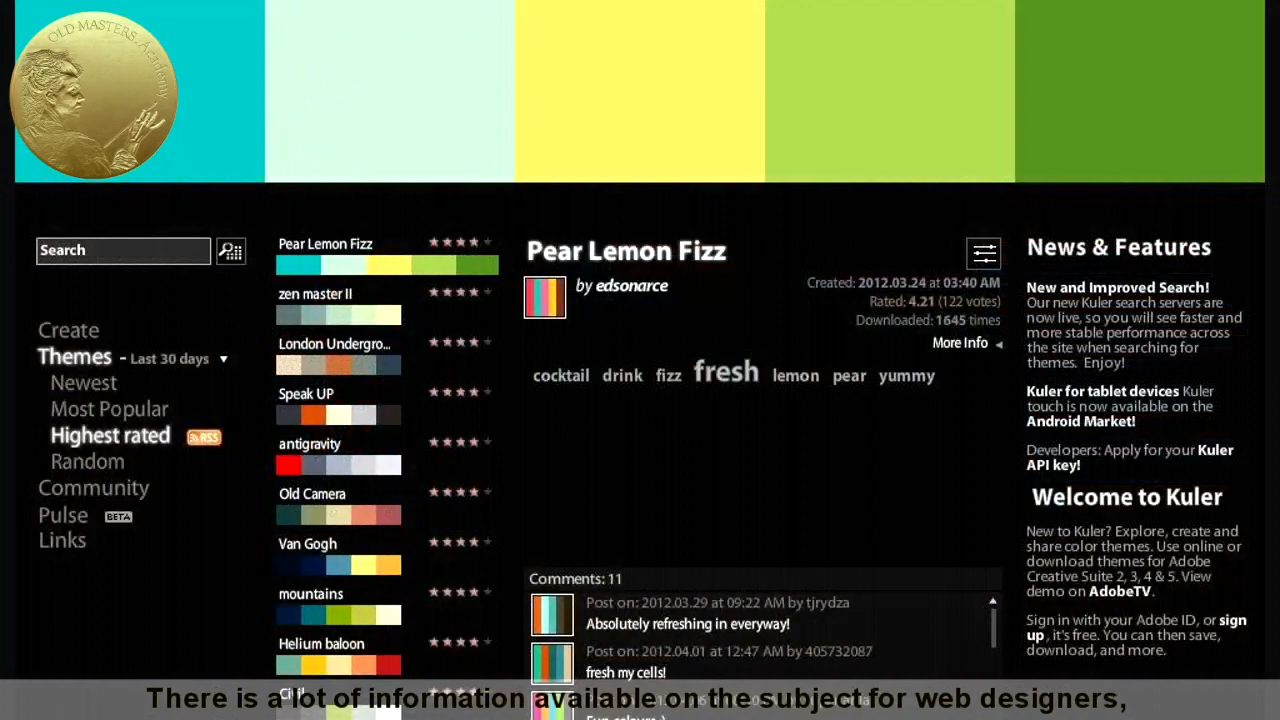 OLD MASTERS Academy
Search
Create
Themes - Last 30 days
Newest
Most Popular
Highest rated RSS
Random
Community
Pulse BETA
Links
Pear Lemon Fizz
zen master II
London Undergro...
Speak UP
antigravity
Old Camera
Van Gogh
mountains
Helium baloon
Pear Lemon Fizz
by edsonarce
Created: 2012.03.24 at 03:40 AM
Rated: 4.21 (122 votes)
Downloaded: 1645 times
More Info
cocktail drink fizz fresh lemon pear yummy
Comments: 11
Post on: 2012.03.29 at 09:22 AM by tjrydza
Absolutely refreshing in everyway!
Post on: 2012.04.01 at 12:47 AM by 405732087
fresh my cells!
News & Features
New and Improved Search!
Our new Kuler search servers are
now live, so you will see faster and
more stable performance across
the site when searching for
themes. Enjoy!
Kuler for tablet devices Kuler
touch is now available on the
Android Market!
Developers: Apply for your Kuler
API key!
Welcome to Kuler
New to Kuler? Explore, create and
share color themes. Use online or
download themes for Adobe
Creative Suite 2, 3, 4 & 5. View
demo on AdobeTV.
Sign in with your Adobe ID, or sign
up, it's free. You can then save,
download, and more.
There is a lot of information available on the subject for web designers,